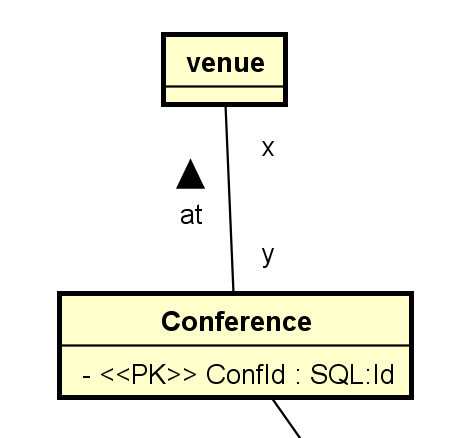 venue
x
at
y
Conference
- <<PK>> ConfId : SQL:Id